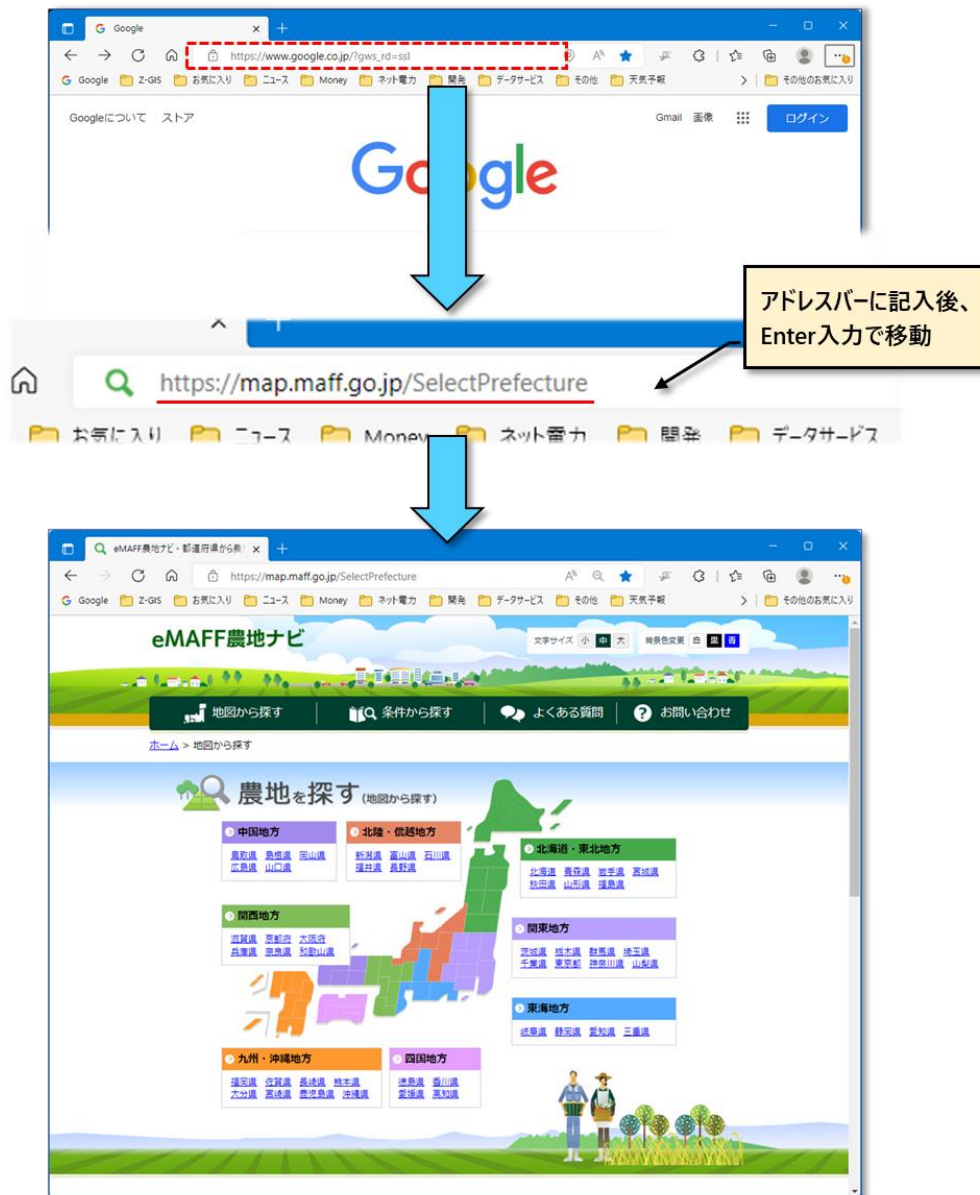 Google
https://www.google.co.jp/?gws_rd=ssl
Google Z-GIS お気に入り ニュース Money ネット電力 開発 データサービス その他 天気予報 その他のお気に入り
Googleについて ストア Gmail 画像 ログイン
Google
アドレスバーに記入後、
Enter入力で移動
https://map.maff.go.jp/SelectPrefecture
お気に入り ニュース Money ネット電力 開発 データサービス
eMAFF農地ナビ - 都道府県から農
https://map.maff.go.jp/SelectPrefecture
Google Z-GIS お気に入り ニュース Money ネット電力 開発 データサービス その他 天気予報 その他のお気に入り
eMAFF農地ナビ 文字サイズ 小 中 大 背景色変更 白 黒 青
地図から探す 条件から探す よくある質問 お問い合わせ
ホーム > 地図から探す
農地を探す(地図から探す)
中国地方
鳥取県 島根県 岡山県
広島県 山口県
北陸・信越地方
新潟県 富山県 石川県
福井県 長野県
北海道・東北地方
北海道 青森県 岩手県 宮城県
秋田県 山形県 福島県
関西地方
滋賀県 京都府 大阪府
兵庫県 奈良県 和歌山県
関東地方
茨城県 栃木県 群馬県 埼玉県
千葉県 東京都 神奈川県 山梨県
東海地方
岐阜県 静岡県 愛知県 三重県
九州・沖縄地方
福岡県 佐賀県 長崎県 熊本県
大分県 宮崎県 鹿児島県 沖縄県
四国地方
徳島県 香川県
愛媛県 高知県